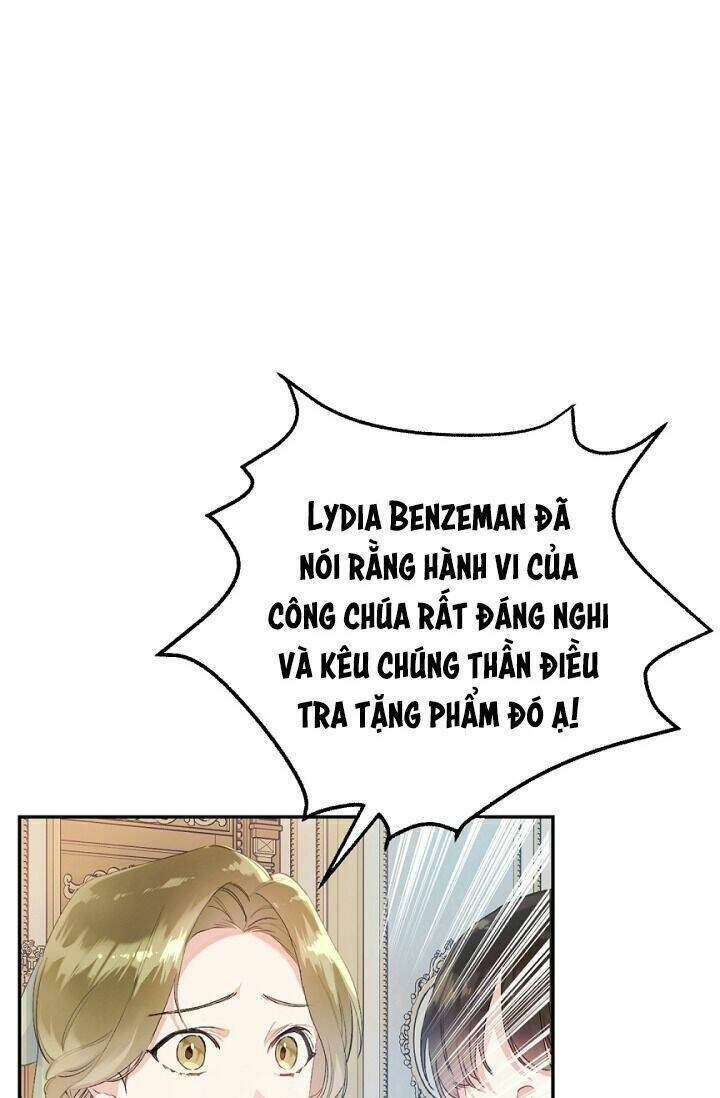 LYDIA BENZEMAN ĐÃ
NÓI RẰNG HÀNH VI CỦA
CÔNG CHÚA RẤT ĐÁNG NGHI
VÀ KÊU CHÚNG THẦN ĐIỀU
TRA TẶNG PHẨM ĐÓ Ạ!